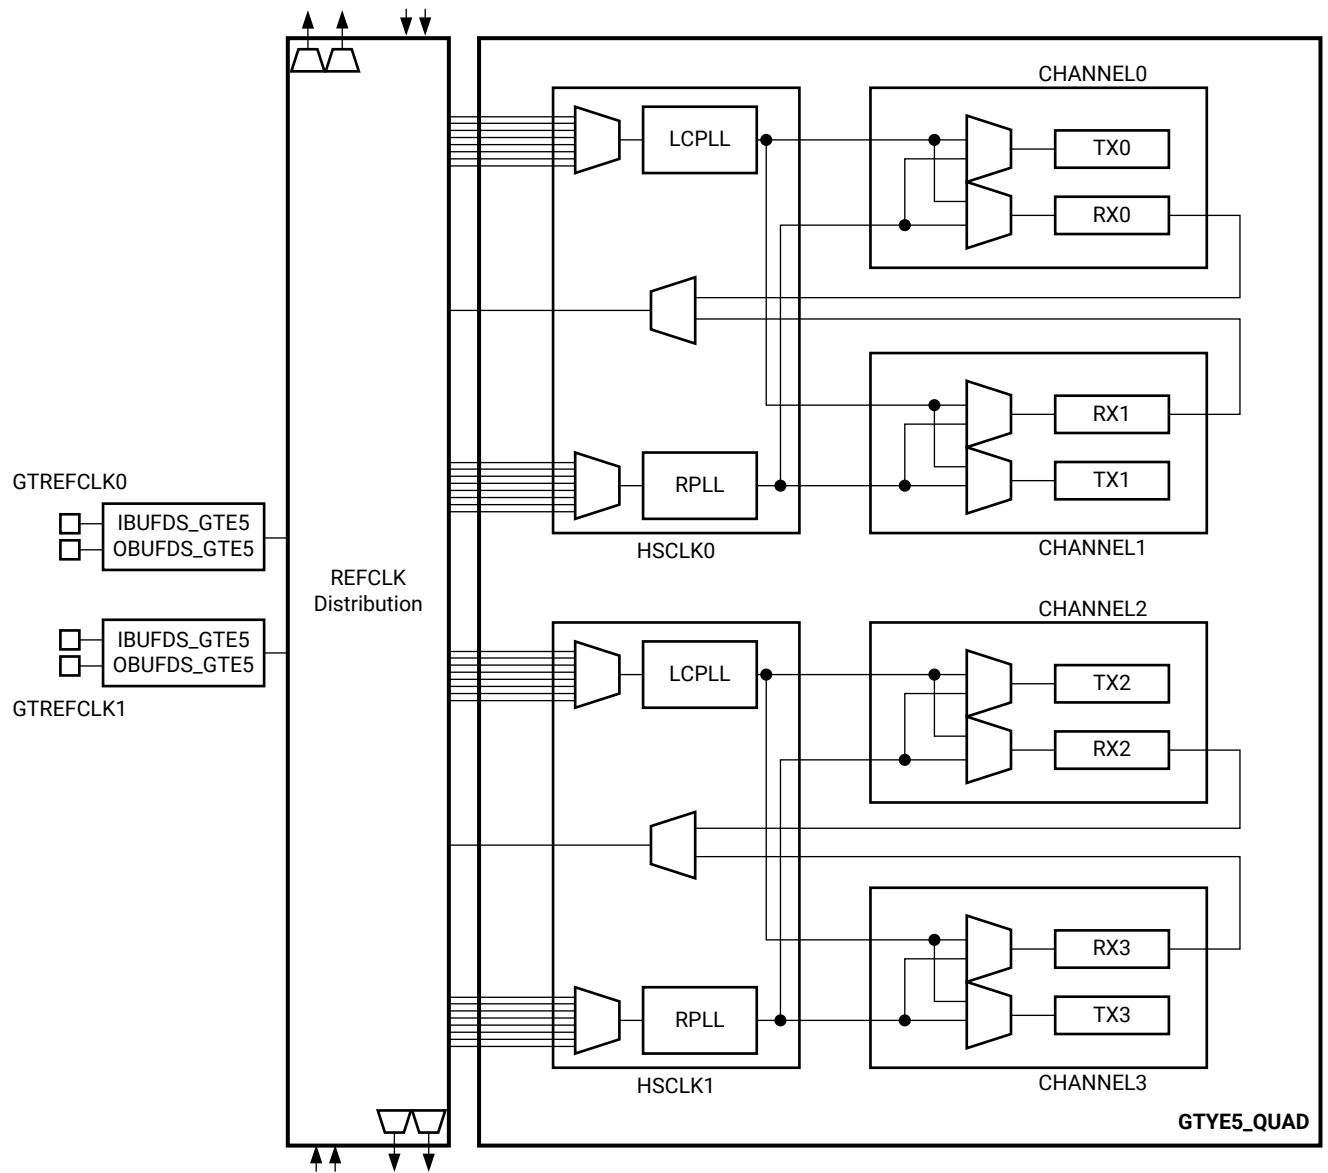 CHANNEL0
LCPLL
TX0
RX0
RX1
TX1
RPLL
HSCLK0
CHANNEL1
GTREFCLK0
IBUFDS_GTE5
OBUFDS_GTE5
REFCLK
Distribution
IBUFDS_GTE5
OBUFDS_GTE5
GTREFCLK1
CHANNEL2
LCPLL
TX2
RX2
RX3
TX3
RPLL
HSCLK1
CHANNEL3
GTYE5_QUAD